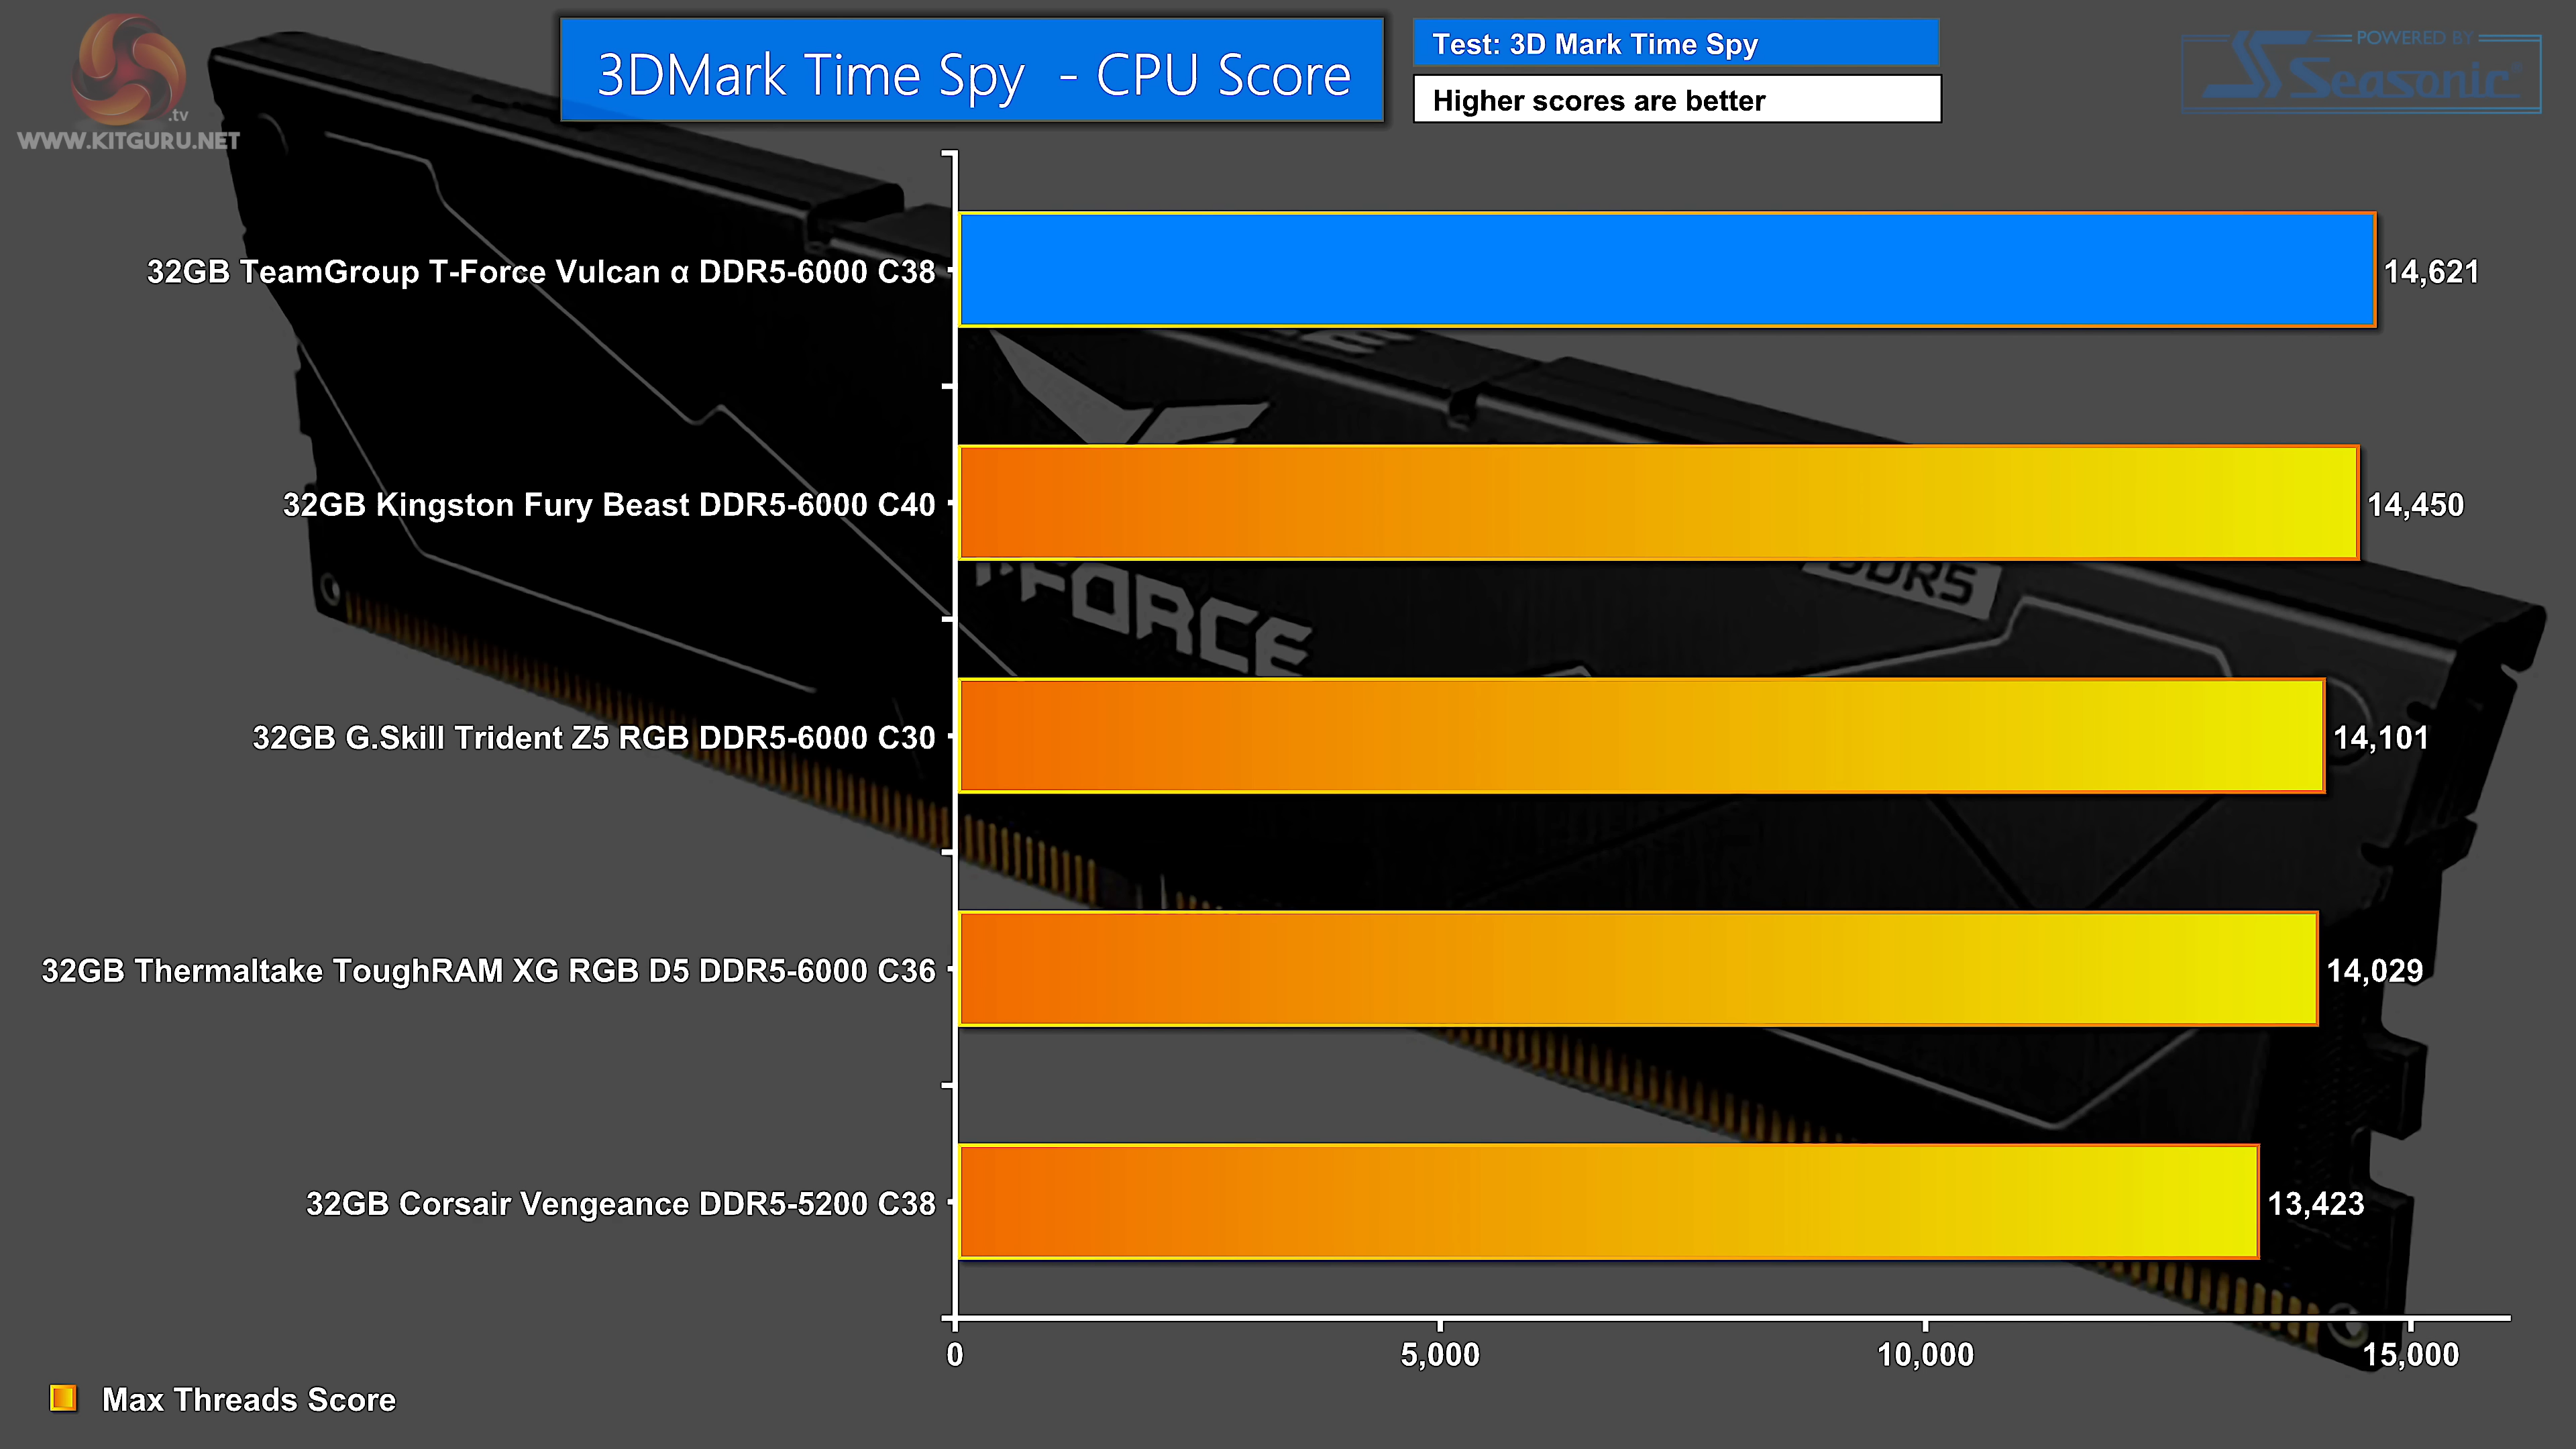 3DMark Time Spy - CPU Score
Test: 3D Mark Time Spy
Higher scores are better
.tv
WWW.KITGURU.NET
POWERED BY
Seasonic
32GB TeamGroup T-Force Vulcan α DDR5-6000 C38
14,621
32GB Kingston Fury Beast DDR5-6000 C40
14,450
FORCE
DDR5
32GB G.Skill Trident Z5 RGB DDR5-6000 C30
14,101
32GB Thermaltake ToughRAM XG RGB D5 DDR5-6000 C36
14,029
32GB Corsair Vengeance DDR5-5200 C38
13,423
0 5,000 10,000 15,000
Max Threads Score